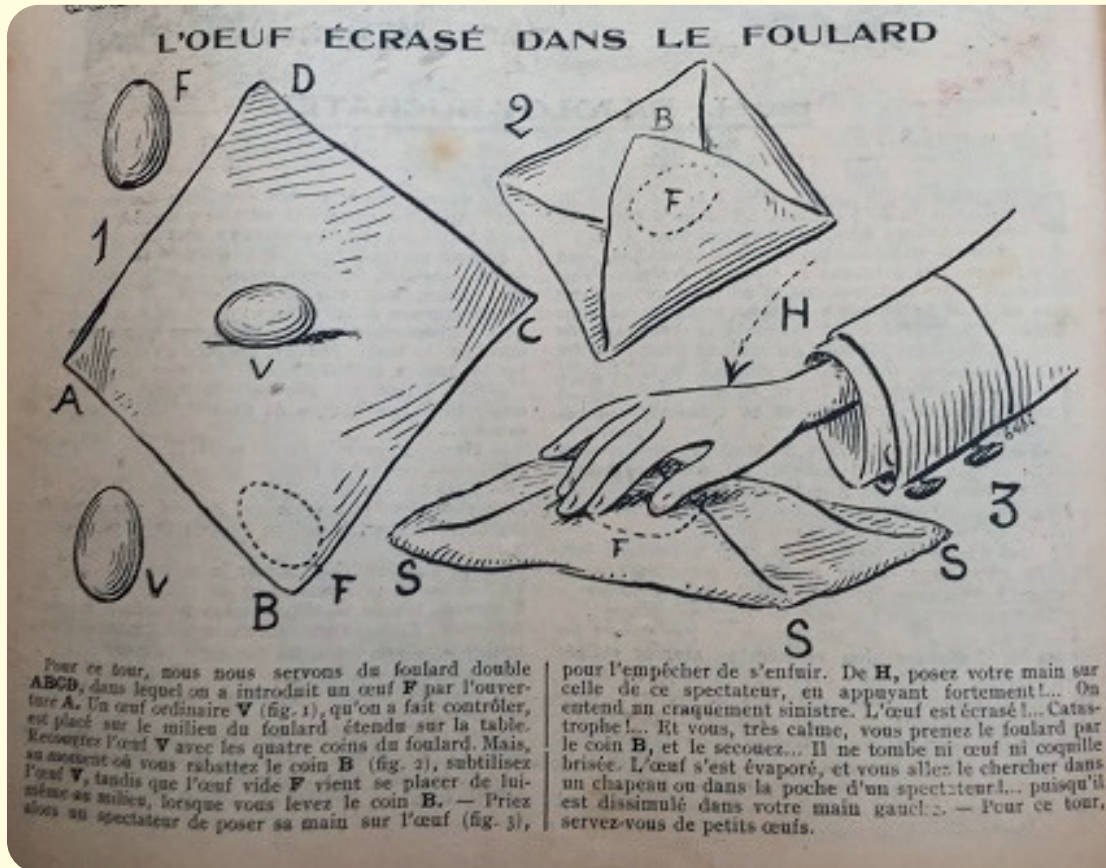 L'OEUF ÉCRASÉ DANS LE FOULARD
F
D
1
V
A
C
V
B
F
2
B
F
H
3
F
S
S
S
Pour ce tour, nous nous servons du foulard double
ABCD, dans lequel on a introduit un œuf F par l'ouver-
ture A. Un œuf ordinaire V (fig. 1), qu'on a fait contrôler,
est placé sur le milieu du foulard étendu sur la table.
Recouvrez l'œuf V avec les quatre coins du foulard. Mais,
au moment où vous rabattez le coin B (fig. 2), subtilisez
l'œuf V, tandis que l'œuf vide F vient se placer de lui-
même au milieu, lorsque vous levez le coin B. — Priez
alors un spectateur de poser sa main sur l'œuf (fig. 3),
pour l'empêcher de s'enfuir. De H, posez votre main sur
celle de ce spectateur, en appuyant fortement!... On
entend un craquement sinistre. L'œuf est écrasé!... Catas-
trophe!... Et vous, très calme, vous prenez le foulard par
le coin B, et le secouez... Il ne tombe ni œuf ni coquille
brisée. L'œuf s'est évaporé, et vous allez le chercher dans
un chapeau ou dans la poche d'un spectateur!... puisqu'il
est dissimulé dans votre main gauche. — Pour ce tour,
servez-vous de petits œufs.